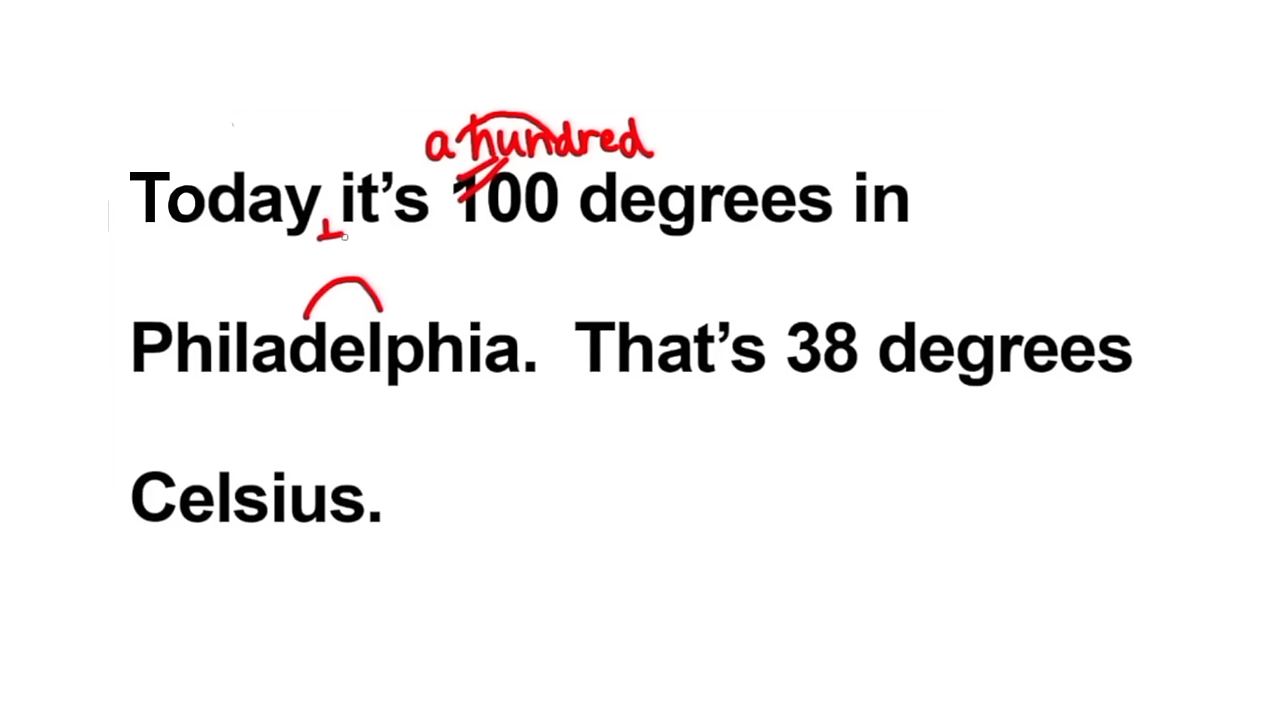 a hundred
Today it's 100 degrees in
Philadelphia. That's 38 degrees
Celsius.